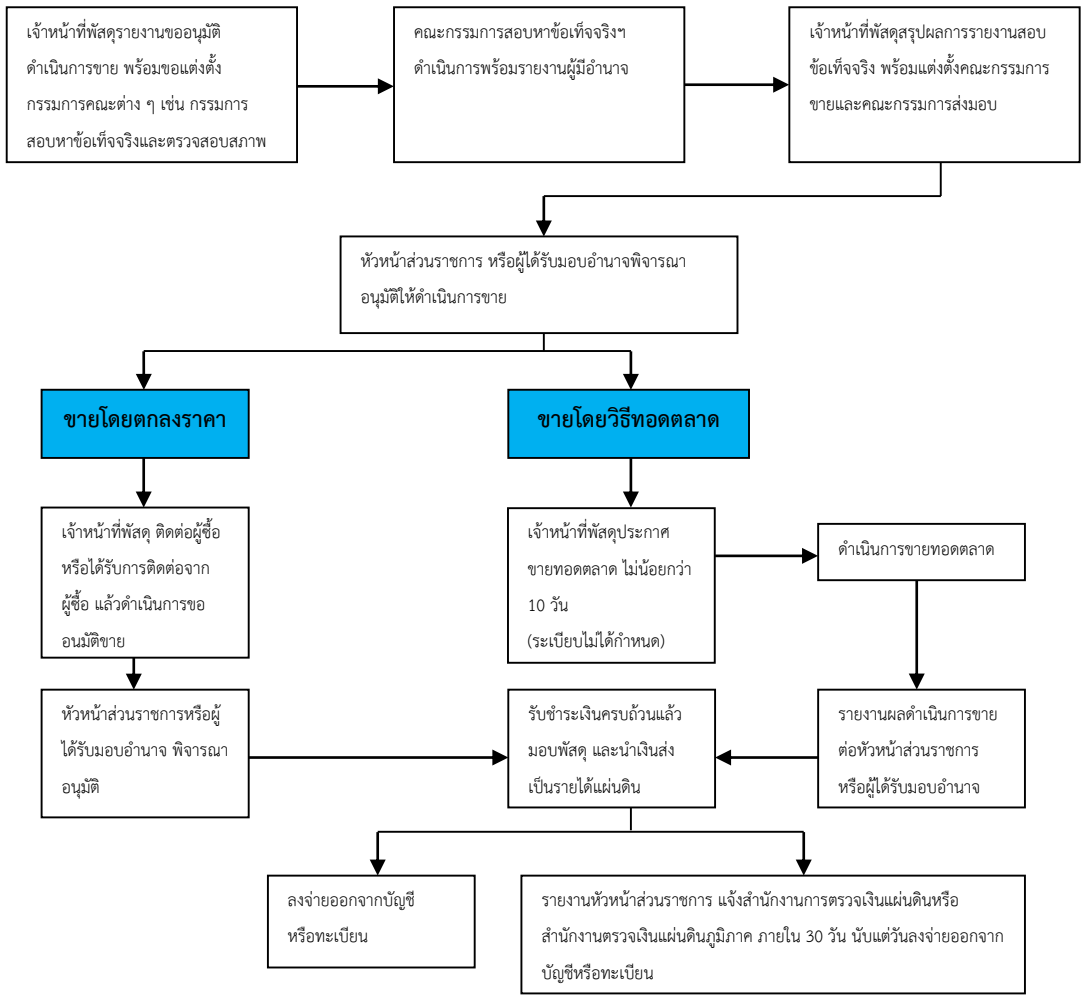 เจ้าหน้าที่พัสดุรายงานขออนุมัติ
ดำเนินการขาย พร้อมขอแต่งตั้ง
กรรมการคณะต่าง ๆ เช่น กรรมการ
สอบหาข้อเท็จจริงและตรวจสอบสภาพ
คณะกรรมการสอบหาข้อเท็จจริงฯ
ดำเนินการพร้อมรายงานผู้มีอำนาจ
เจ้าหน้าที่พัสดุสรุปผลการรายงานสอบ
ข้อเท็จจริง พร้อมแต่งตั้งคณะกรรมการ
ขายและคณะกรรมการส่งมอบ
หัวหน้าส่วนราชการ หรือผู้ได้รับมอบอำนาจพิจารณา
อนุมัติให้ดำเนินการขาย
ขายโดยตกลงราคา
ขายโดยวิธีทอดตลาด
เจ้าหน้าที่พัสดุ ติดต่อผู้ซื้อ
หรือได้รับการติดต่อจาก
ผู้ซื้อ แล้วดำเนินการขอ
อนมัติขาย
เจ้าหน้าที่พัสดุประกาศ
ขายทอดตลาด ไม่น้อยกว่า
10 วัน
(ระเบียบไม่ได้กำหนด)
ดำเนินการขายทอดตลาด
หัวหน้าส่วนราชการหรือผู้
ได้รับมอบอำนาจ พิจารณา
อนุมัติ
รับชำระเงินครบถ้วนแล้ว
มอบพัสดุ และนำเงินส่ง
เป็นรายได้แผ่นดิน
รายงานผลดำเนินการขาย
ต่อหัวหน้าส่วนราชการ
หรือผู้ได้รับมอบอำนาจ
ลงจ่ายออกจากบัญชี
หรือทะเบียน
รายงานหัวหน้าส่วนราชการ แจ้งสำนักงานการตรวจเงินแผ่นดินหรือ
สำนักงานตรวจเงินแผ่นดินภูมิภาค ภายใน 30 วัน นับแต่วันลงจ่ายออกจาก
บัญชีหรือทะเบียน